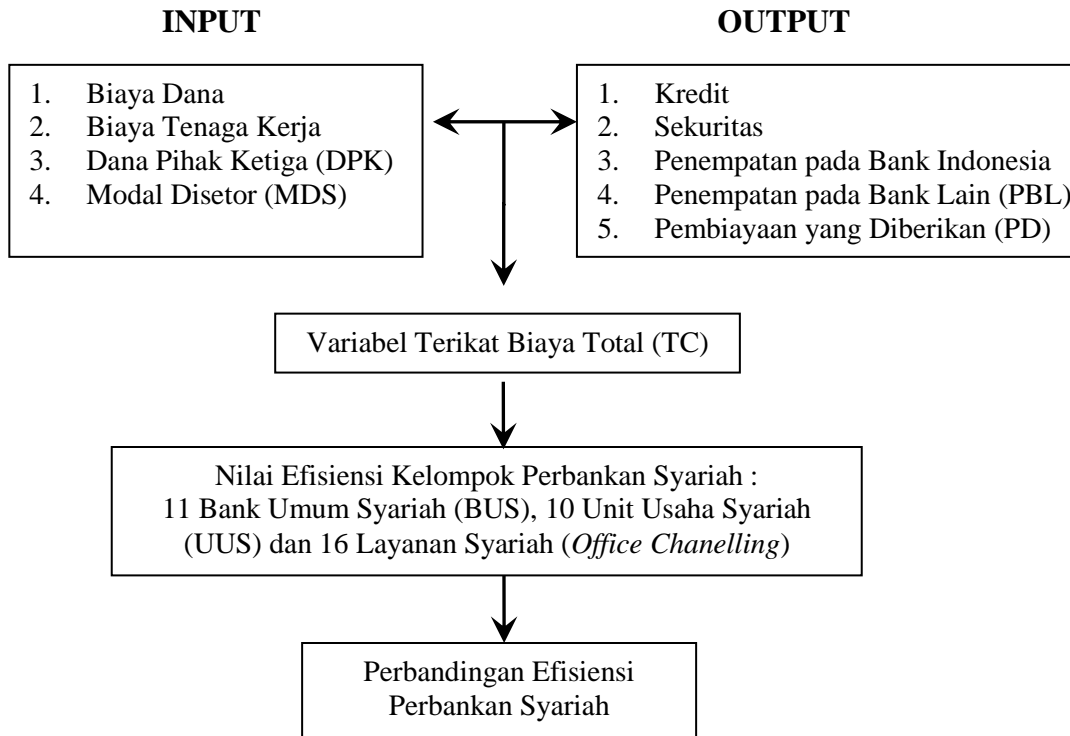 INPUT
OUTPUT
1. Biaya Dana
2. Biaya Tenaga Kerja
3. Dana Pihak Ketiga (DPK)
4. Modal Disetor (MDS)
1. Kredit
2. Sekuritas
3. Penempatan pada Bank Indonesia
4. Penempatan pada Bank Lain (PBL)
5. Pembiayaan yang Diberikan (PD)
Variabel Terikat Biaya Total (TC)
Nilai Efisiensi Kelompok Perbankan Syariah :
11 Bank Umum Syariah (BUS), 10 Unit Usaha Syariah
(UUS) dan 16 Layanan Syariah (Office Chanelling)
Perbandingan Efisiensi
Perbankan Syariah